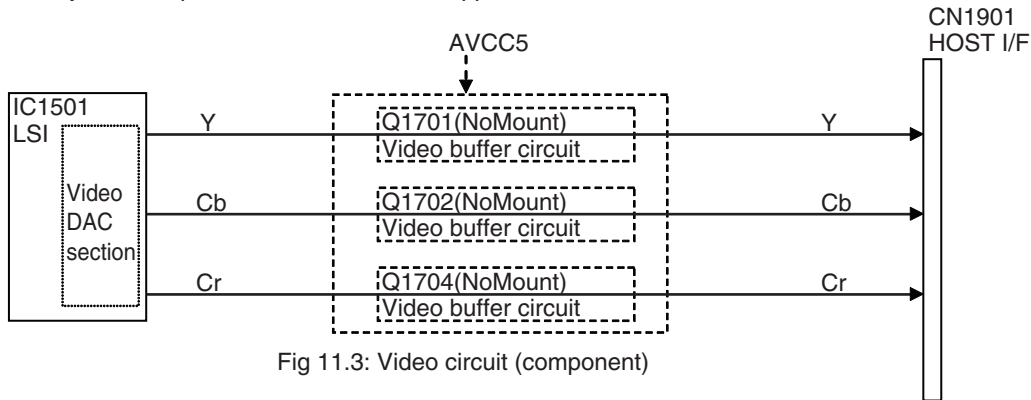 CN1901
HOST I/F
AVCC5
IC1501
LSI
Video
DAC
section
Y
Q1701(NoMount)
Video buffer circuit
Y
Cb
Q1702(NoMount)
Video buffer circuit
Cb
Cr
Q1704(NoMount)
Video buffer circuit
Cr
Fig 11.3: Video circuit (component)